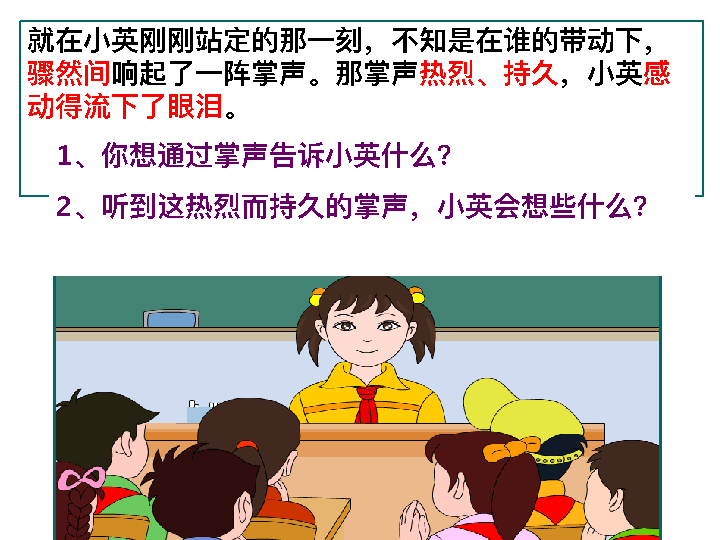 就在小英刚刚站定的那一刻，不知是在谁的带动下，
骤然间响起了一阵掌声。那掌声热烈、持久，小英感
动得流下了眼泪。
1、你想通过掌声告诉小英什么？
2、听到这热烈而持久的掌声，小英会想些什么？